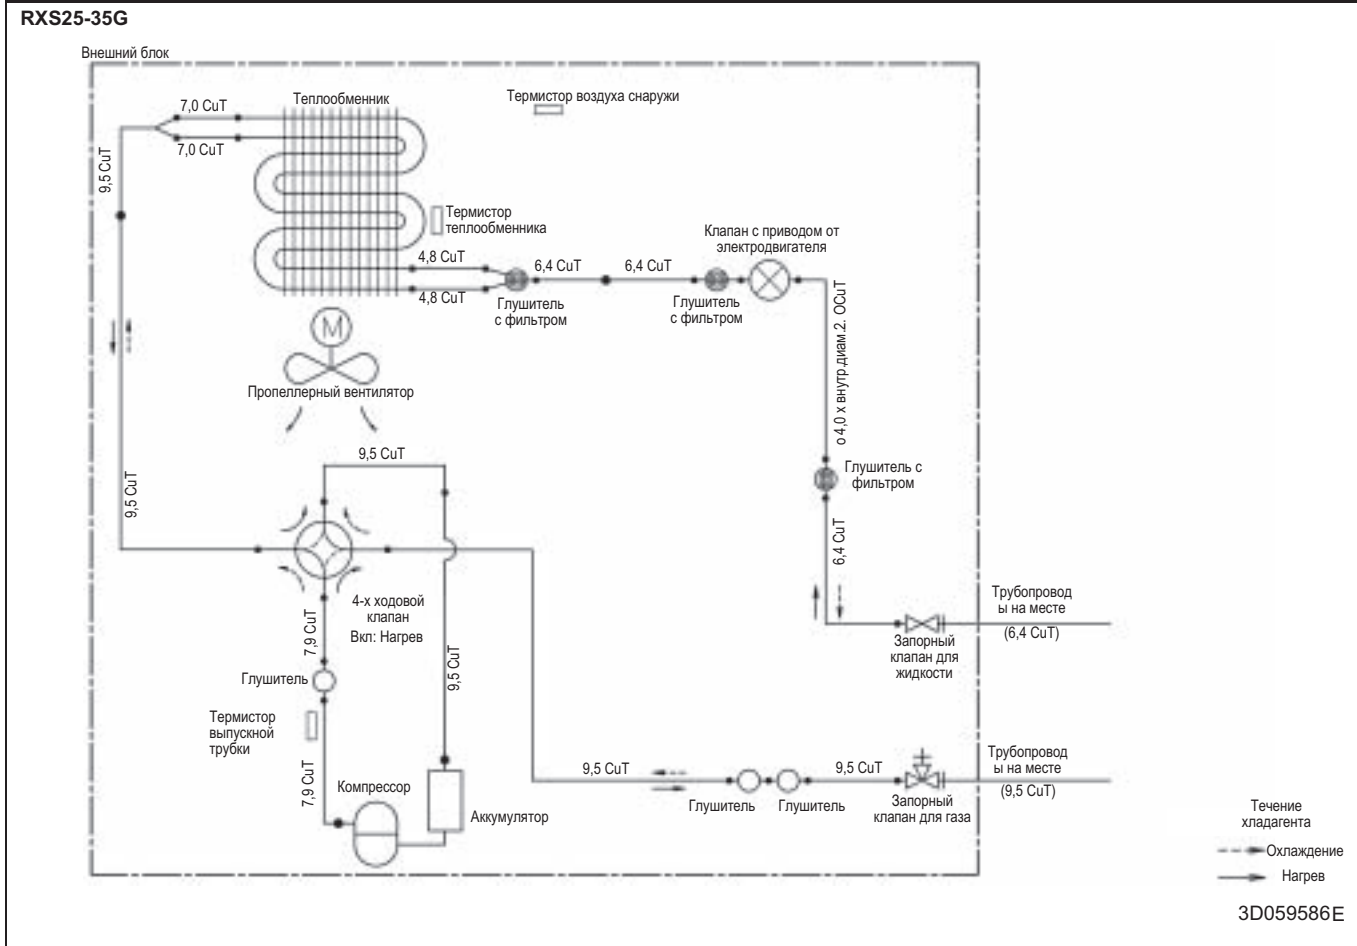 RXS25-35G
Внешний блок
7,0 CuT
Теплообменник
Термистор воздуха снаружи
7,0 CuT
9,5 CuT
Термистор
теплообменника
Клапан с приводом от
электродвигателя
4,8 CuT
6,4 CuT
6,4 CuT
4,8 CuT
Глушитель
с фильтром
Глушитель
с фильтром
M
о 4,0 x внутр.диам.2. OCuT
Пропеллерный вентилятор
9,5 CuT
9,5 CuT
Глушитель с
фильтром
6,4 CuT
4-х ходовой
клапан
Вкл: Нагрев
7,9 CuT
9,5 CuT
Трубопровод
ы на месте
(6,4 CuT)
Запорный
клапан для
жидкости
Глушитель
Термистор
выпускной
трубки
7,9 CuT
Компрессор
Аккумулятор
9,5 CuT
9,5 CuT
Глушитель
Глушитель
Запорный
клапан для газа
Трубопровод
ы на месте
(9,5 CuT)
Течение
хладагента
Охлаждение
Нагрев
3D059586E